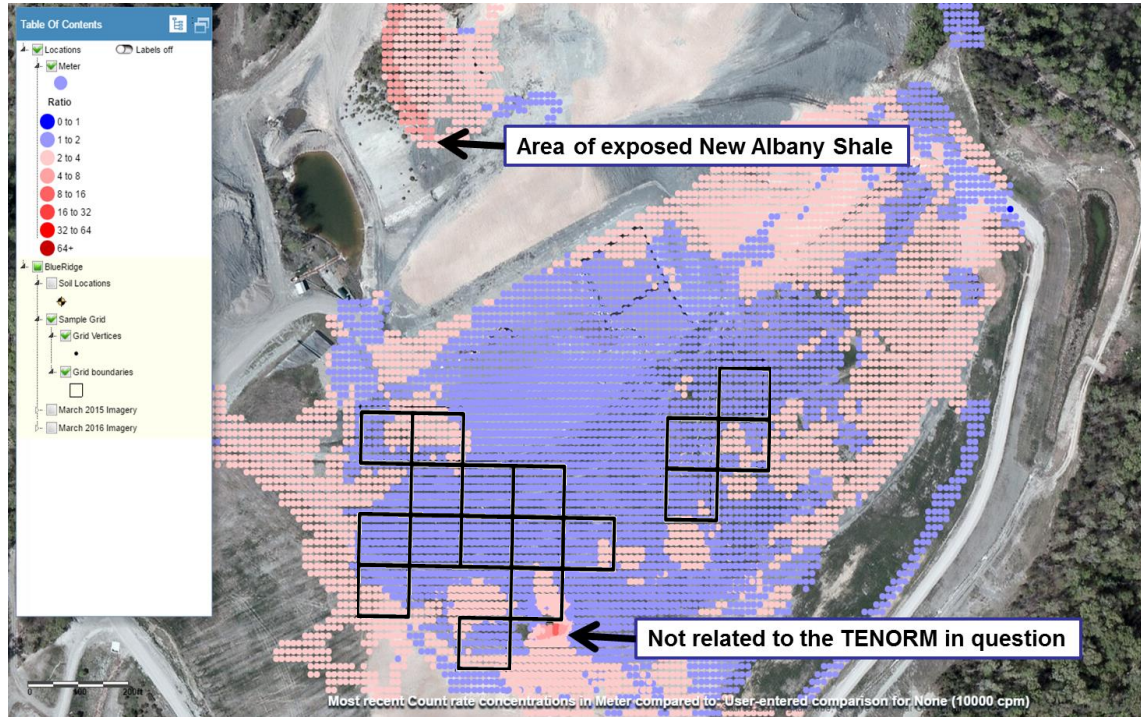 Table Of Contents
Locations
Labels off
Meter
Ratio
0 to 1
1 to 2
2 to 4
4 to 8
8 to 16
16 to 32
32 to 64
64+
BlueRidge
Soil Locations
Sample Grid
Grid Vertices
Grid boundaries
March 2015 Imagery
March 2016 Imagery
Area of exposed New Albany Shale
Not related to the TENORM in question
0 100 200ft
Most recent Count rate concentrations in Meter compared to: User-entered comparison for None (10000 cpm)